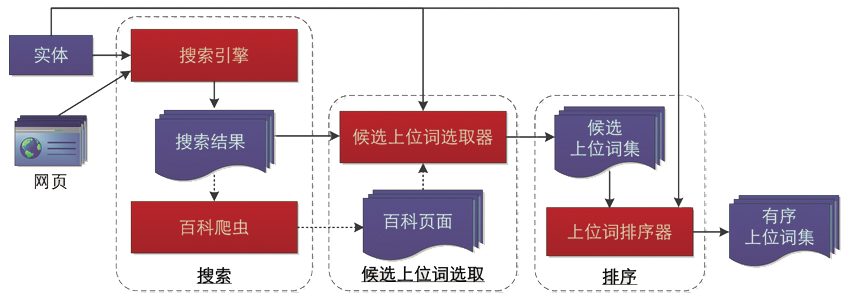 实体
网页
搜索引擎
搜索结果
百科爬虫
搜索
候选上位词选取器
百科页面
候选上位词选取
候选
上位词集
上位词排序器
排序
有序
上位词集